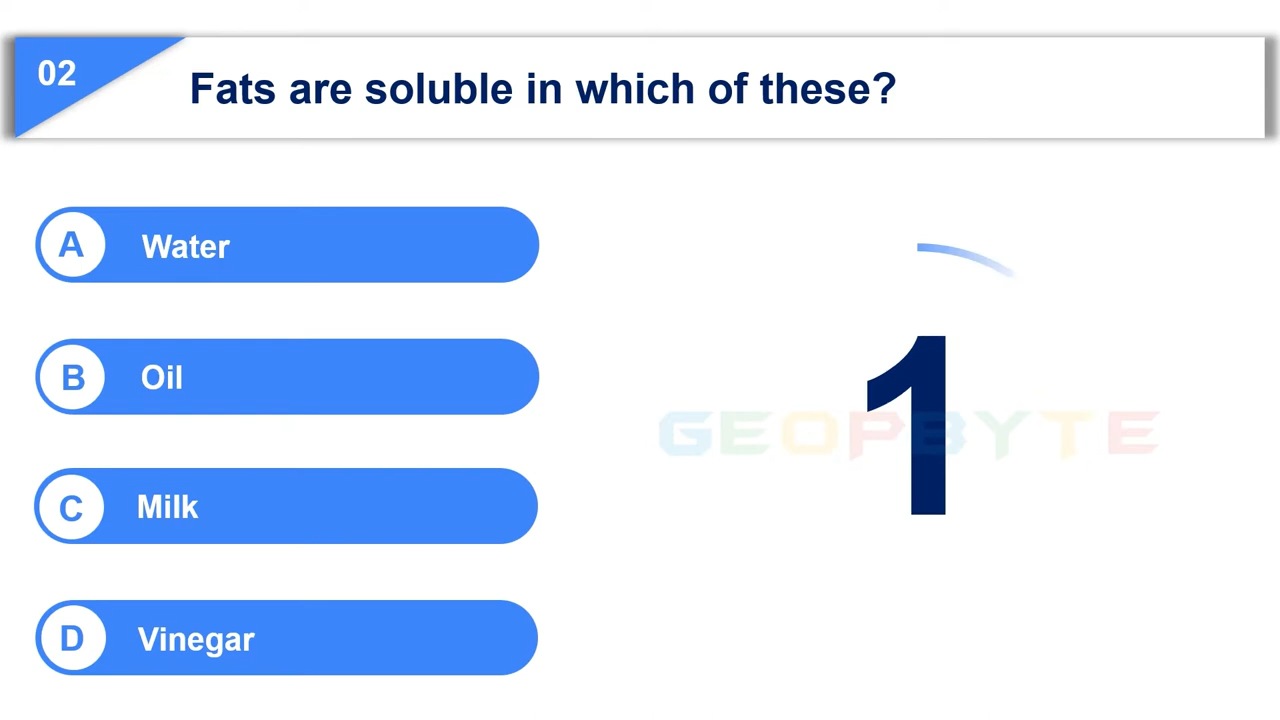 02
Fats are soluble in which of these?
A Water
B Oil
C Milk
D Vinegar
1
GEOPBYTE